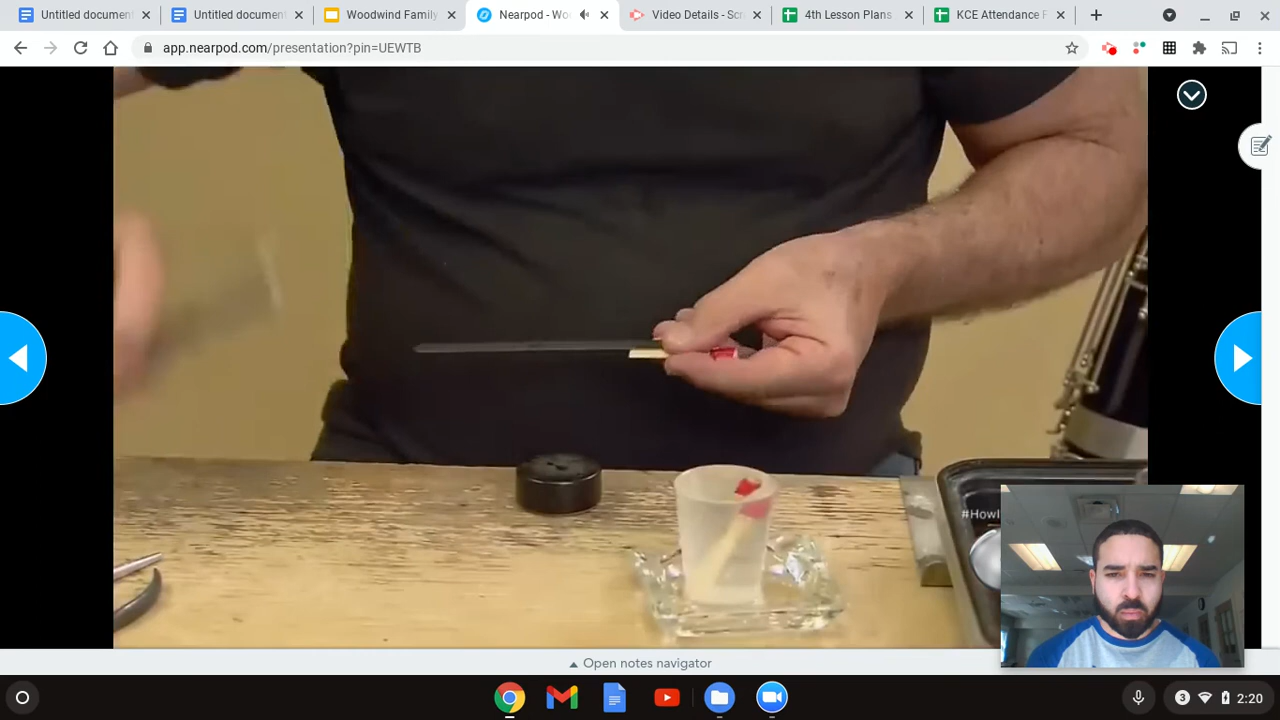 Untitled document
Untitled document
Woodwind Family
Nearpod - Wo
Video Details - Scr
4th Lesson Plans
KCE Attendance F
app.nearpod.com/presentation?pin=UEWTB
#HowI
Open notes navigator
3
2:20